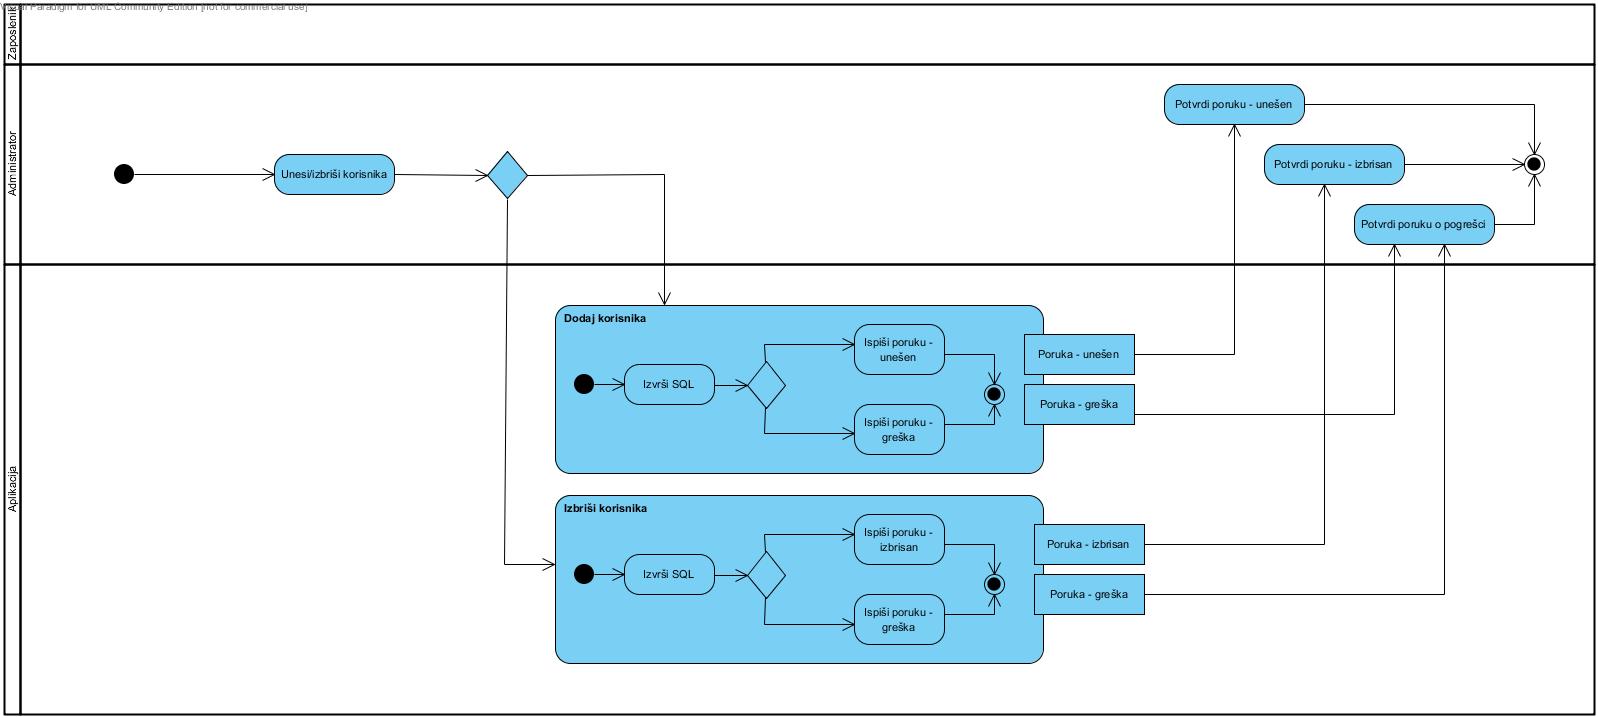 Paradigm for UML Community Edition [not for commercial use]
Zaposlenik
Administrator
Potvrdi poruku - unešen
Potvrdi poruku - izbrisan
Unesi/izbriši korisnika
Potvrdi poruku o pogrešci
Aplikacija
Dodaj korisnika
Ispiši poruku -
unešen
Izvrši SQL
Ispiši poruku -
greška
Poruka - unešen
Poruka - greška
Izbriši korisnika
Ispiši poruku -
izbrisan
Izvrši SQL
Ispiši poruku -
greška
Poruka - izbrisan
Poruka - greška